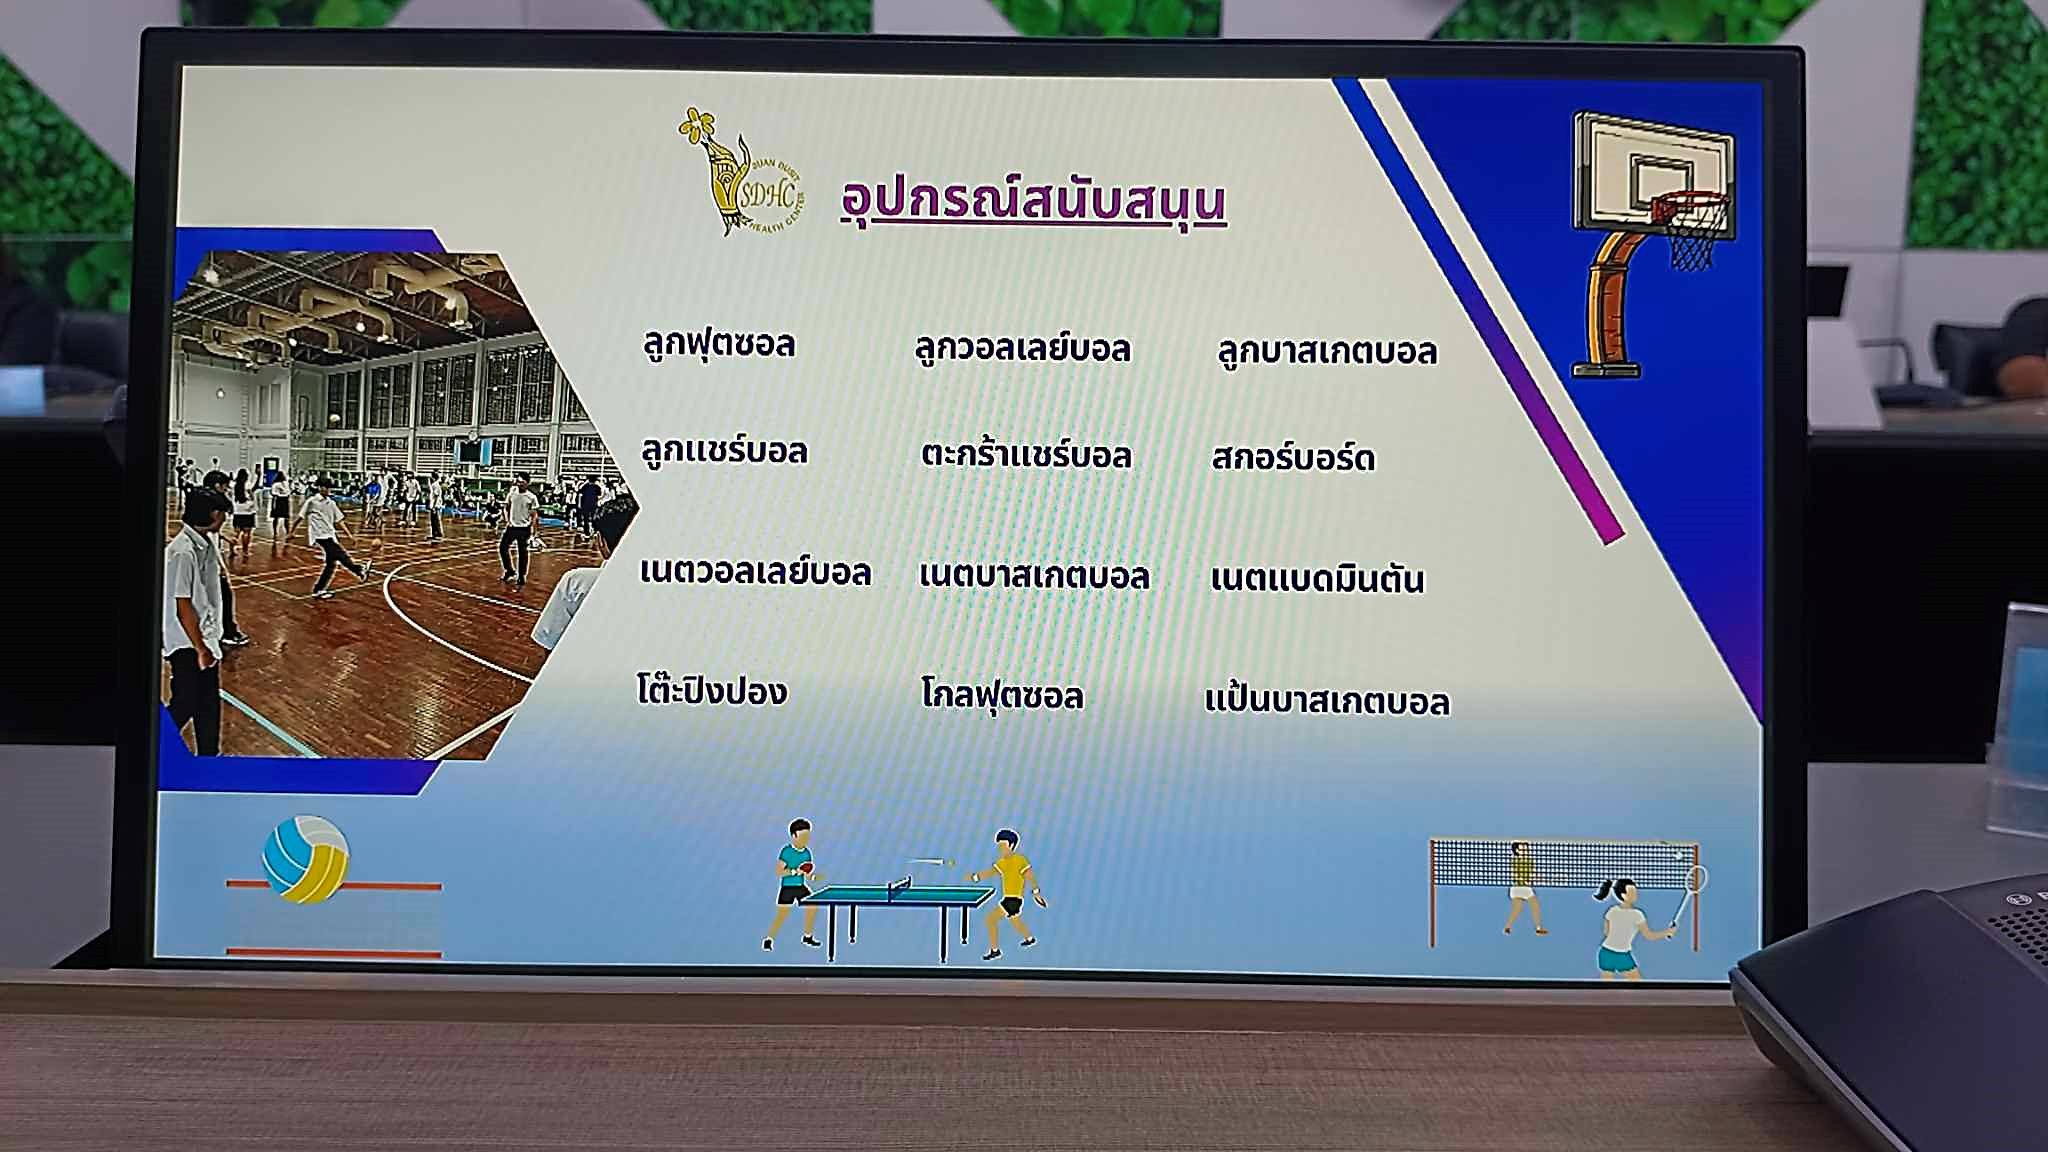 SUAN DUSIT
SDHC
HEALTH CENTER
อุปกรณ์สนับสนุน
ลูกฟุตซอล ลูกวอลเลย์บอล ลูกบาสเกตบอล
ลูกแชร์บอล ตะกร้าแชร์บอล สกอร์บอร์ด
เนตวอลเลย์บอล เนตบาสเกตบอล เนตแบดมินตัน
โต๊ะปิงปอง โกลฟุตซอล แป้นบาสเกตบอล